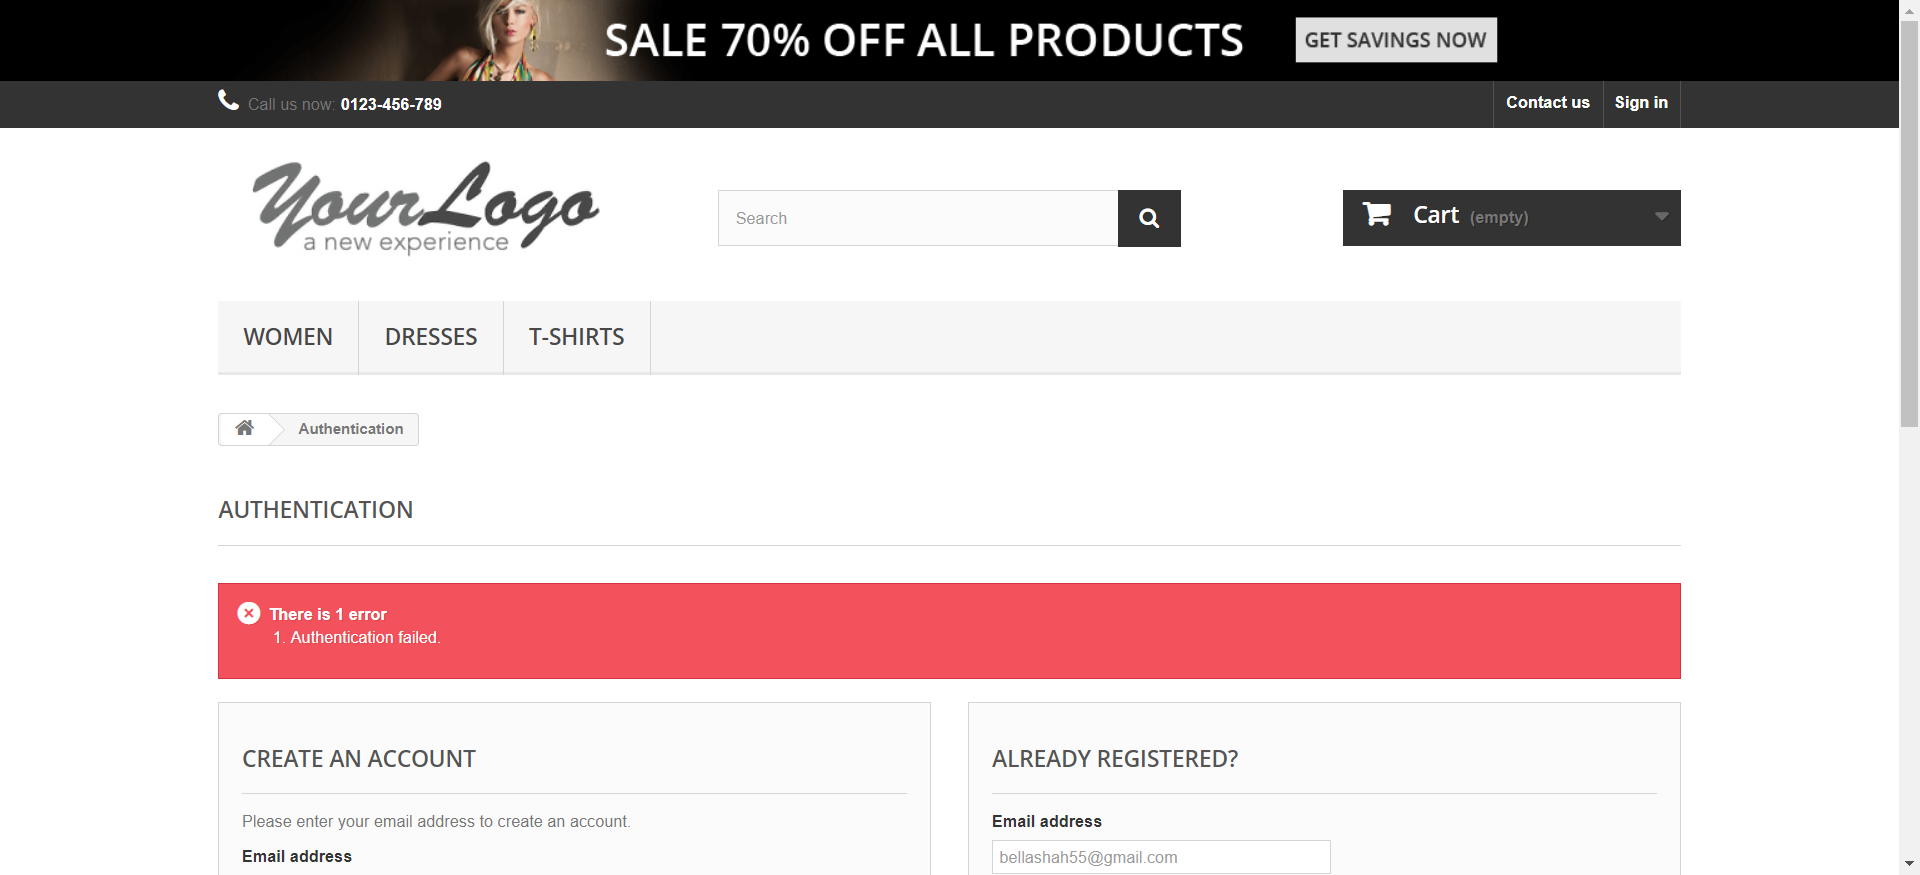 SALE 70% OFF ALL PRODUCTS
GET SAVINGS NOW
Call us now: 0123-456-789
Contact us
Sign in
Your Logo
a new experience
Search
Cart (empty)
WOMEN
DRESSES
T-SHIRTS
Authentication
AUTHENTICATION
There is 1 error
1. Authentication failed.
CREATE AN ACCOUNT
Please enter your email address to create an account.
Email address
ALREADY REGISTERED?
Email address
bellashah55@gmail.com